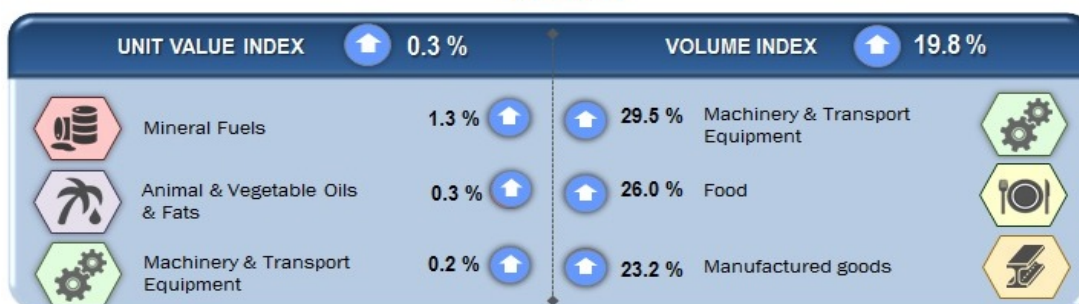 UNIT VALUE INDEX 0.3 %
Mineral Fuels 1.3 %
Animal & Vegetable Oils
& Fats 0.3 %
Machinery & Transport
Equipment 0.2 %
VOLUME INDEX 19.8 %
29.5 % Machinery & Transport
Equipment
26.0 % Food
23.2 % Manufactured goods